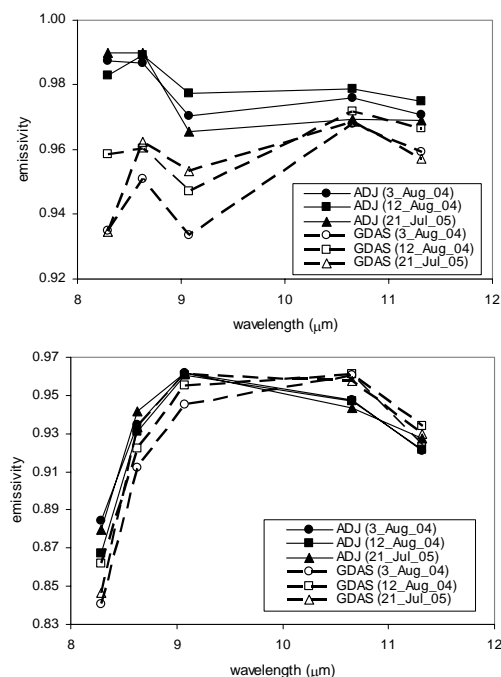 1.00
0.98
0.96
0.94
0.92
emissivity
ADJ (3_Aug_04)
ADJ (12_Aug_04)
ADJ (21_Jul_05)
GDAS (3_Aug_04)
GDAS (12_Aug_04)
GDAS (21_Jul_05)
8 9 10 11 12
wavelength (μm)
0.97
0.95
0.93
0.91
0.89
0.87
0.85
0.83
emissivity
ADJ (3_Aug_04)
ADJ (12_Aug_04)
ADJ (21_Jul_05)
GDAS (3_Aug_04)
GDAS (12_Aug_04)
GDAS (21_Jul_05)
8 9 10 11 12
wavelength (μm)